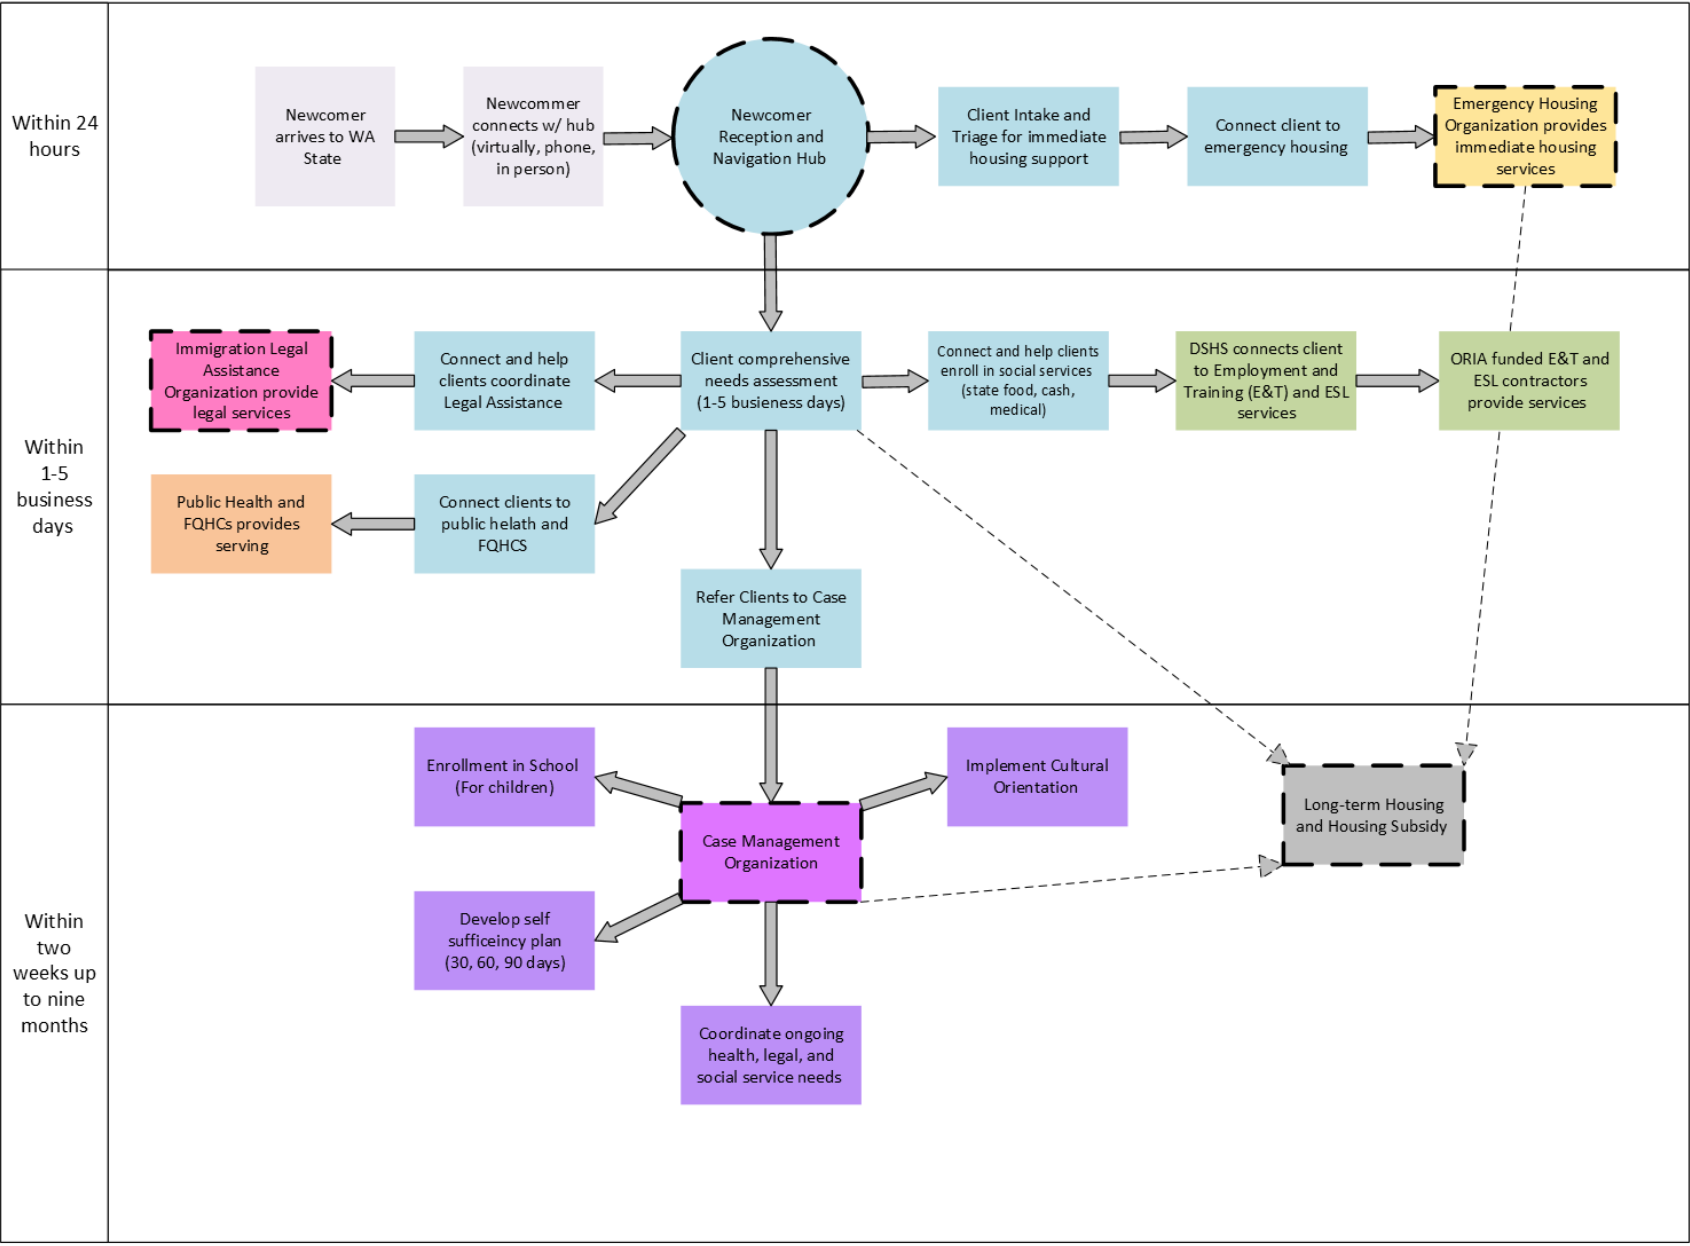 Within 24
hours
Newcomer
arrives to WA
State
Newcommer
connects w/ hub
(virtually, phone,
in person)
Newcomer
Reception and
Navigation Hub
Client Intake and
Triage for immediate
housing support
Connect client to
emergency housing
Emergency Housing
Organization provides
immediate housing
services
Within
1-5
business
days
Immigration Legal
Assistance
Organization provide
legal services
Connect and help
clients coordinate
Legal Assistance
Client comprehensive
needs assessment
(1-5 busieness days)
Connect and help clients
enroll in social services
(state food, cash,
medical)
DSHS connects client
to Employment and
Training (E&T) and ESL
services
ORIA funded E&T and
ESL contractors
provide services
Public Health and
FQHCs provides
serving
Connect clients to
public helath and
FQHCS
Refer Clients to Case
Management
Organization
Within
two
weeks up
to nine
months
Enrollment in School
(For children)
Implement Cultural
Orientation
Case Management
Organization
Long-term Housing
and Housing Subsidy
Develop self
sufficeincy plan
(30, 60, 90 days)
Coordinate ongoing
health, legal, and
social service needs